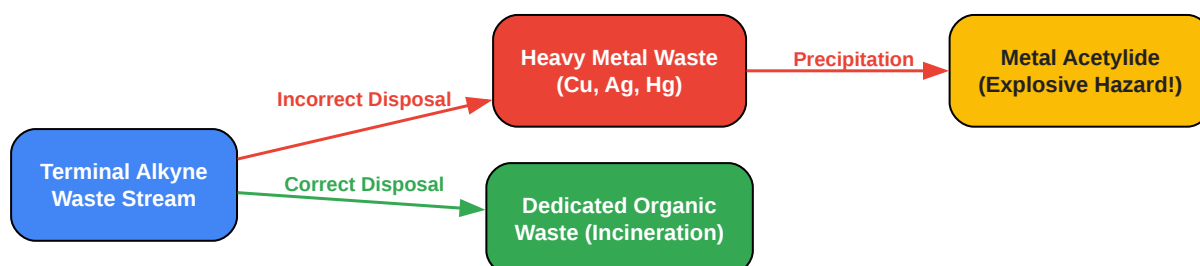 Terminal Alkyne
Waste Stream
Incorrect Disposal
Correct Disposal
Heavy Metal Waste
(Cu, Ag, Hg)
Dedicated Organic
Waste (Incineration)
Precipitation
Metal Acetylide
(Explosive Hazard!)